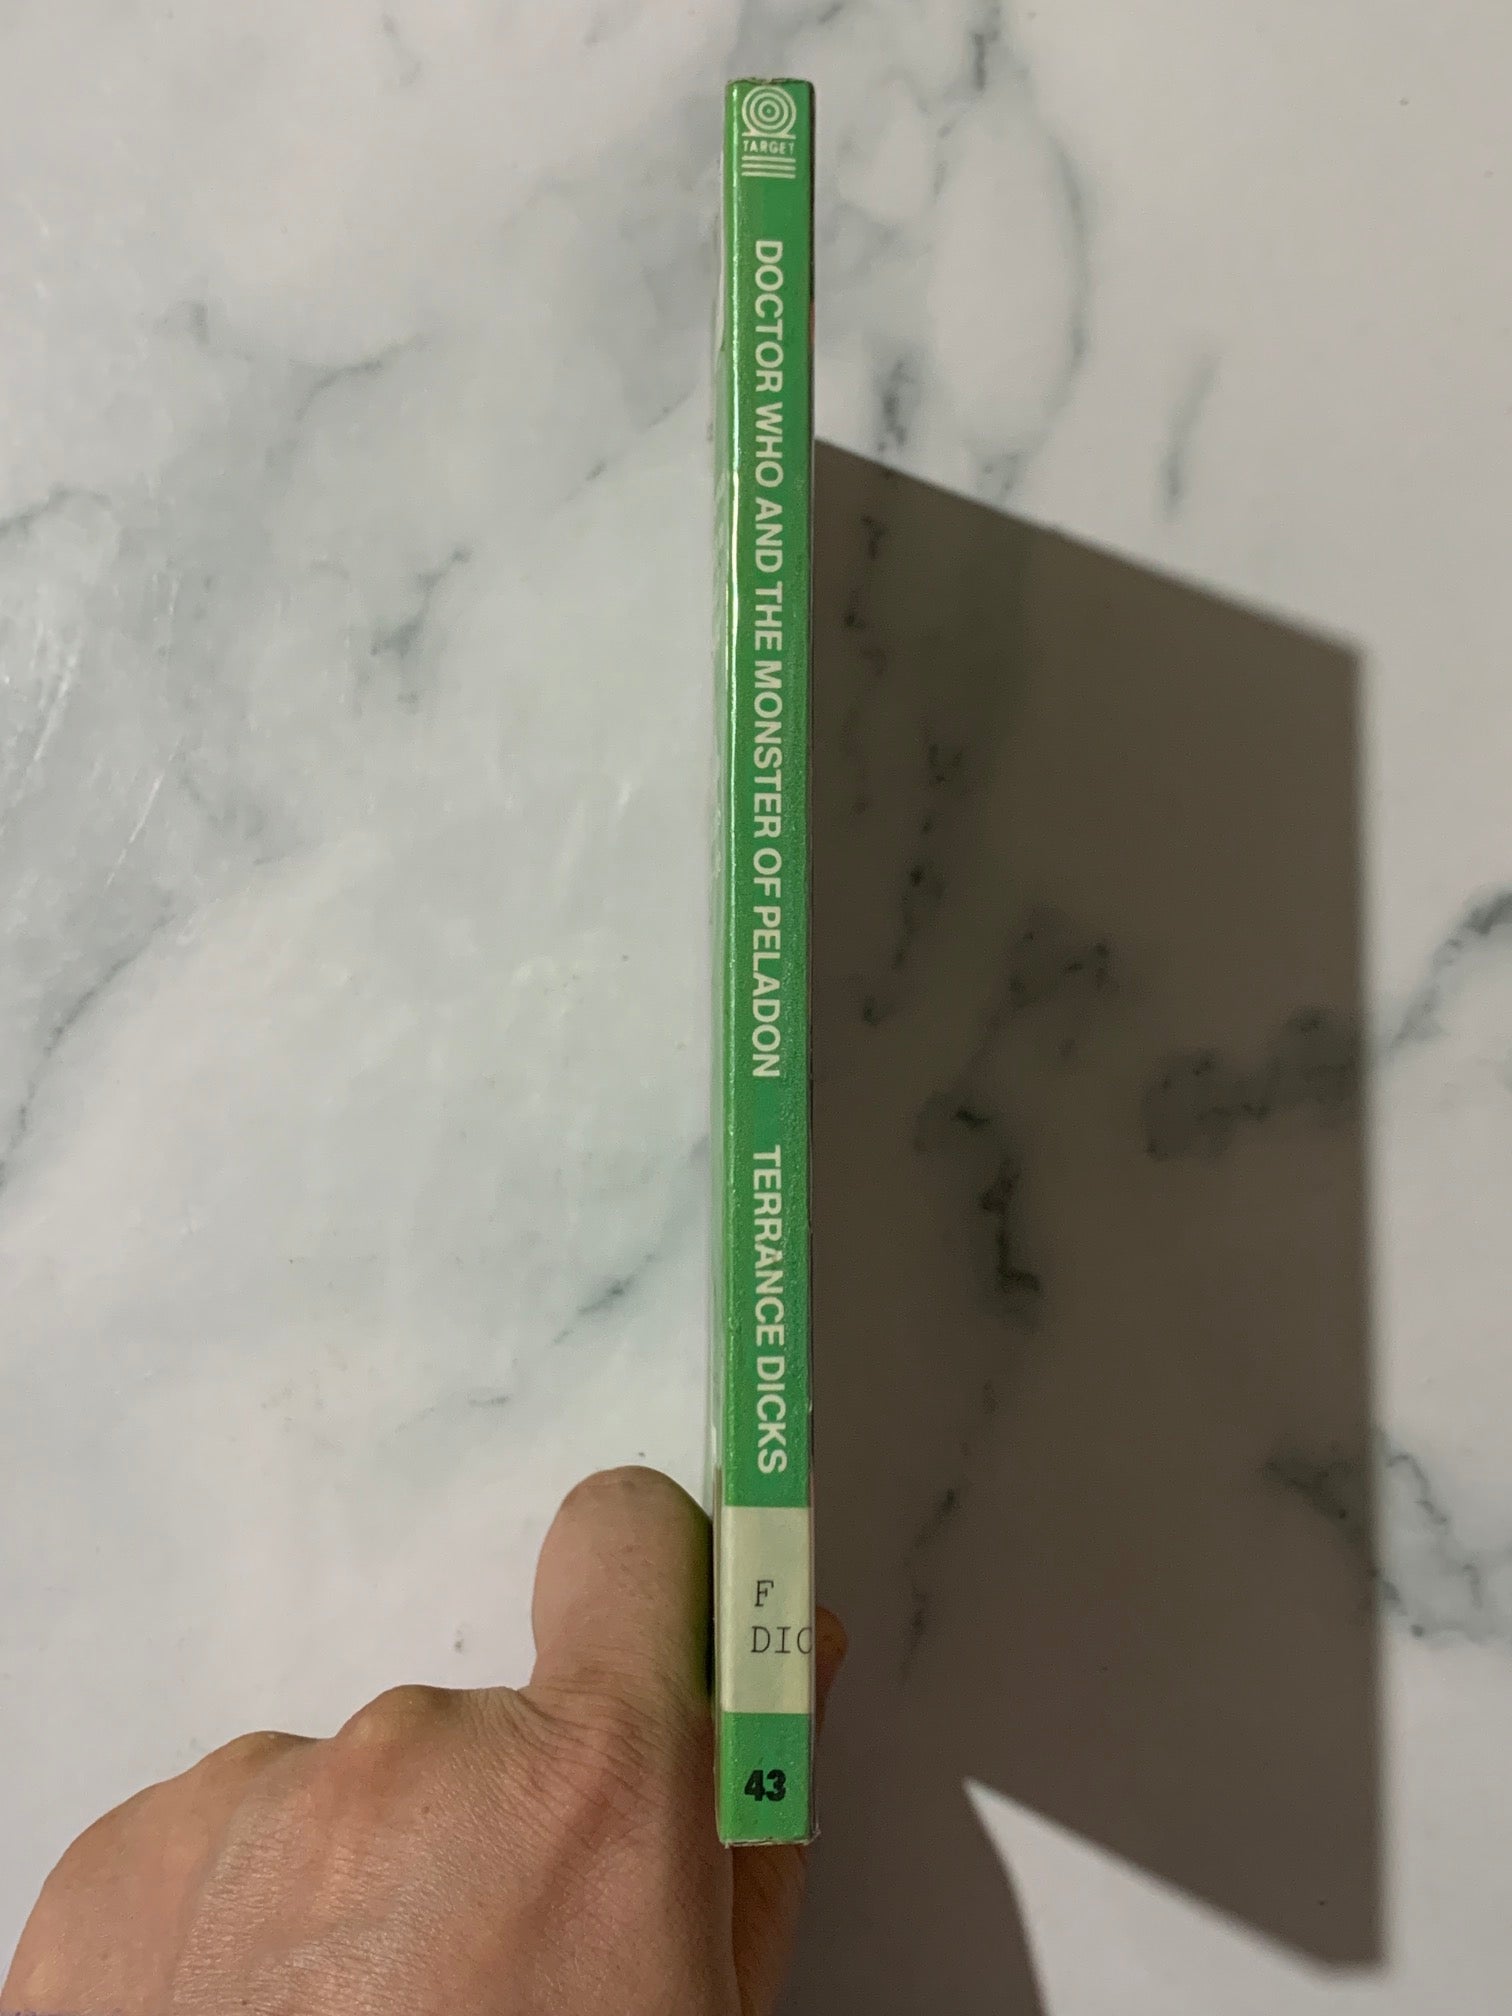 TARGET
DOCTOR WHO AND THE MONSTER OF PELADON TERRANCE DICKS
F
DIC
43